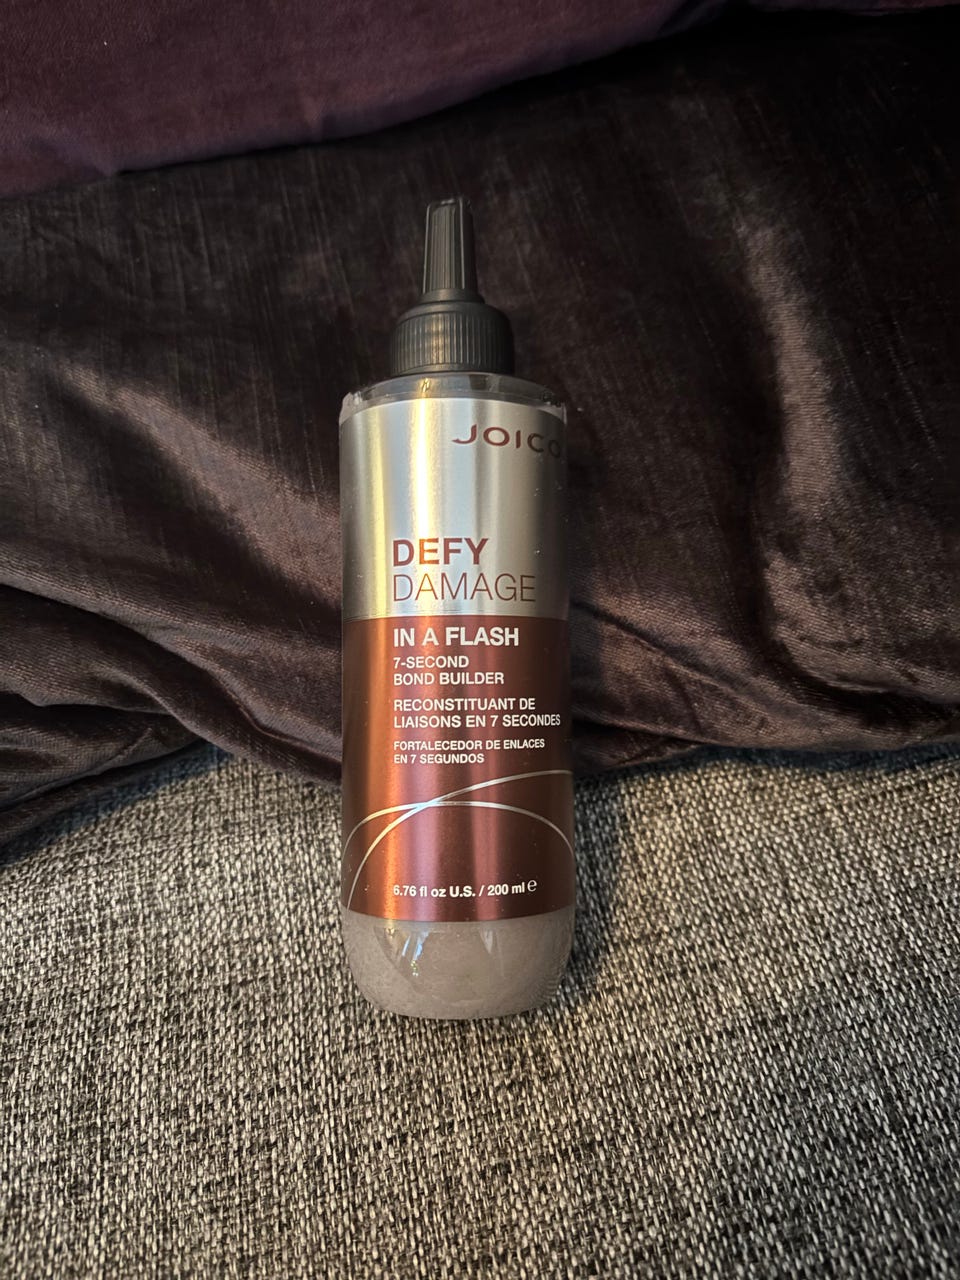 JOICO
DEFY
DAMAGE
IN A FLASH
7-SECOND
BOND BUILDER
RECONSTITUANT DE
LIAISONS EN 7 SECONDES
FORTALECEDOR DE ENLACES
EN 7 SEGUNDOS
6.76 fl oz U.S. / 200 ml ℮